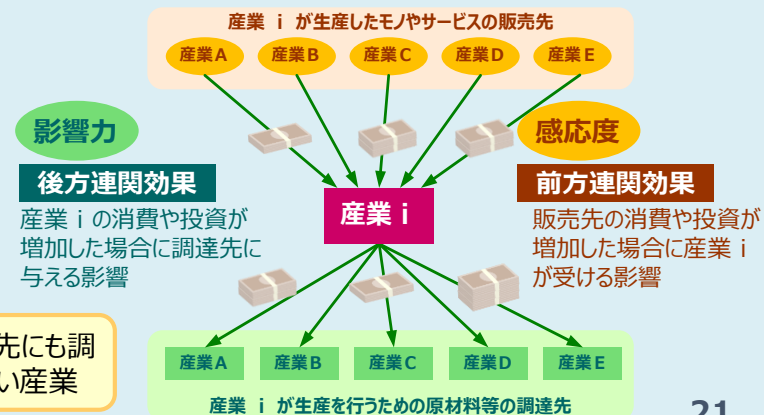 産業 i が生産したモノやサービスの販売先
産業A 産業B 産業C 産業D 産業E
影響力
感応度
後方連関効果
産業 i の消費や投資が
増加した場合に調達先に
与える影響
産業 i
前方連関効果
販売先の消費や投資が
増加した場合に産業 i
が受ける影響
先にも調
い産業
産業A 産業B 産業C 産業D 産業E
産業 i が生産を行うための原材料等の調達先
21